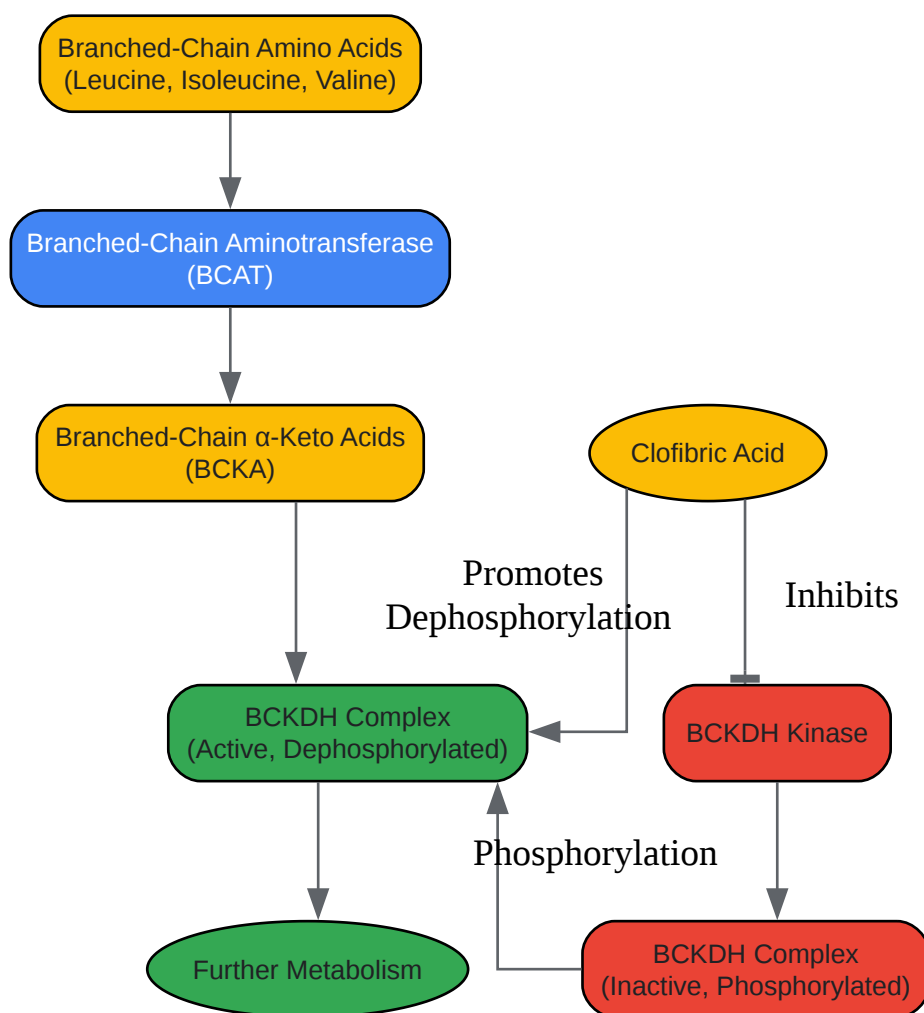 Branched-Chain Amino Acids
(Leucine, Isoleucine, Valine)
Branched-Chain Aminotransferase
(BCAT)
Branched-Chain α-Keto Acids
(BCKA)
Clofibric Acid
Promotes
Dephosphorylation
Inhibits
BCKDH Complex
(Active, Dephosphorylated)
BCKDH Kinase
Phosphorylation
Further Metabolism
BCKDH Complex
(Inactive, Phosphorylated)